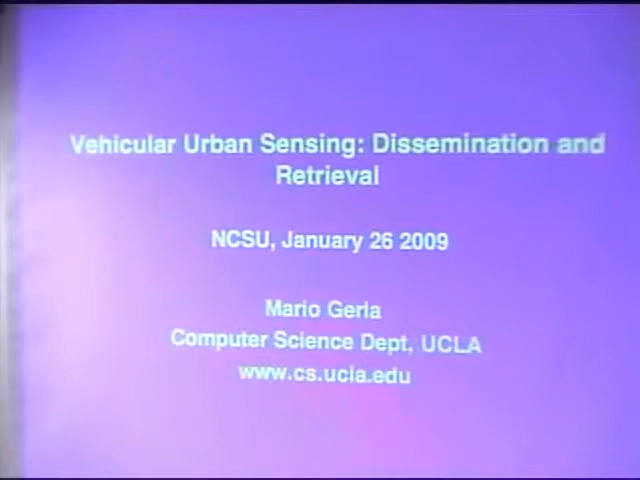 Vehicular Urban Sensing: Dissemination and
Retrieval
NCSU, January 26 2009
Mario Gerla
Computer Science Dept, UCLA
www.cs.ucla.edu